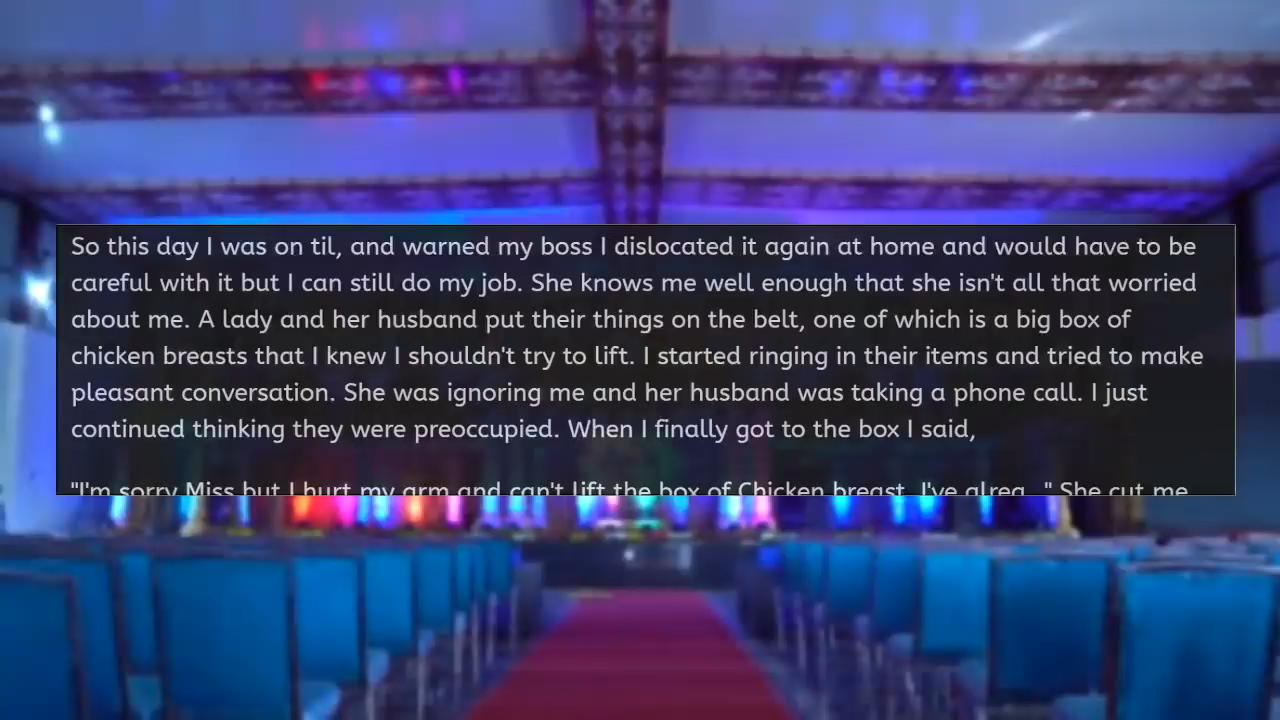 So this day I was on til, and warned my boss I dislocated it again at home and would have to be
careful with it but I can still do my job. She knows me well enough that she isn't all that worried
about me. A lady and her husband put their things on the belt, one of which is a big box of
chicken breasts that I knew I shouldn't try to lift. I started ringing in their items and tried to make
pleasant conversation. She was ignoring me and her husband was taking a phone call. I just
continued thinking they were preoccupied. When I finally got to the box I said,
"I'm sorry Miss but I hurt my arm and can't lift the box of Chicken breast. I've alrea..." She cut me